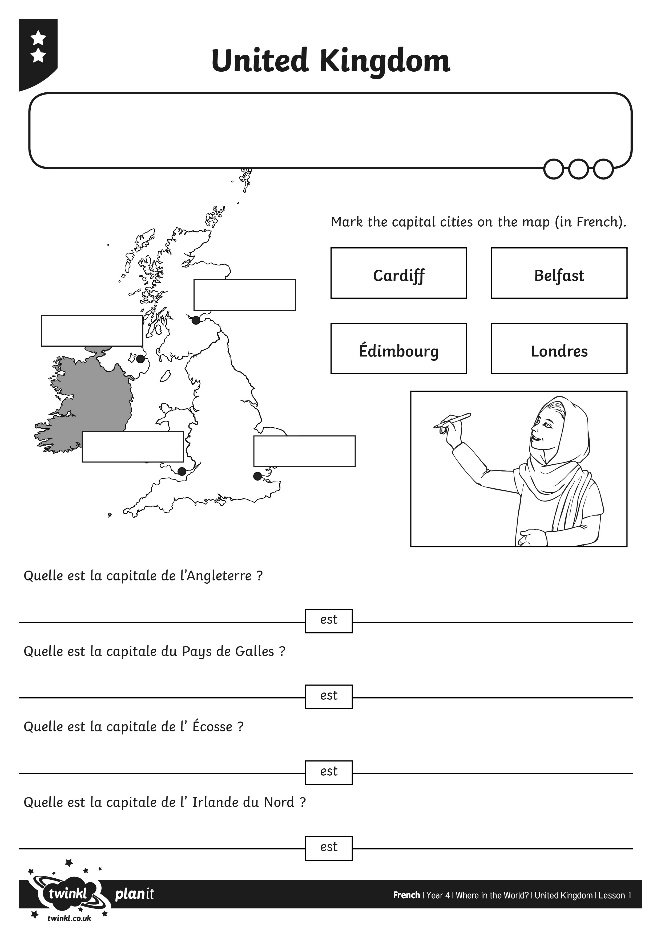 United Kingdom
Mark the capital cities on the map (in French).
Cardiff
Belfast
Édimbourg
Londres
Quelle est la capitale de l'Angleterre ?
est
Quelle est la capitale du Pays de Galles ?
est
Quelle est la capitale de l' Écosse ?
est
Quelle est la capitale de l' Irlande du Nord ?
est
twinkl planit
twinkl.co.uk
French | Year 4 | Where in the World? | United Kingdom | Lesson 1